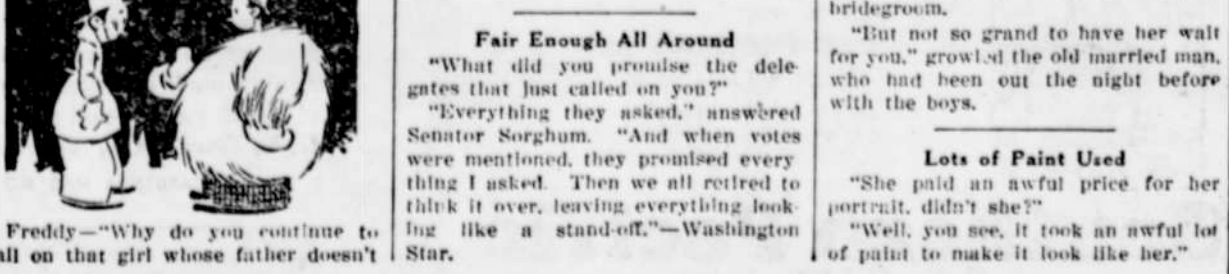 Freddy—"Why do you continue to
all on that girl whose father doesn't
Fair Enough All Around
"What did you promise the dele-
gates that just called on you?"
"Everything they asked," answered
Senator Sorghum. "And when votes
were mentioned, they promised every
thing I asked. Then we all retired to
think it over, leaving everything look-
ing like a stand-off."—Washington
Star.
bridegroom.
"But not so grand to have her wait
for you," growled the old married man,
who had been out the night before
with the boys.
Lots of Paint Used
"She paid an awful price for her
portrait, didn't she?"
"Well, you see, it took an awful lot
of paint to make it look like her."